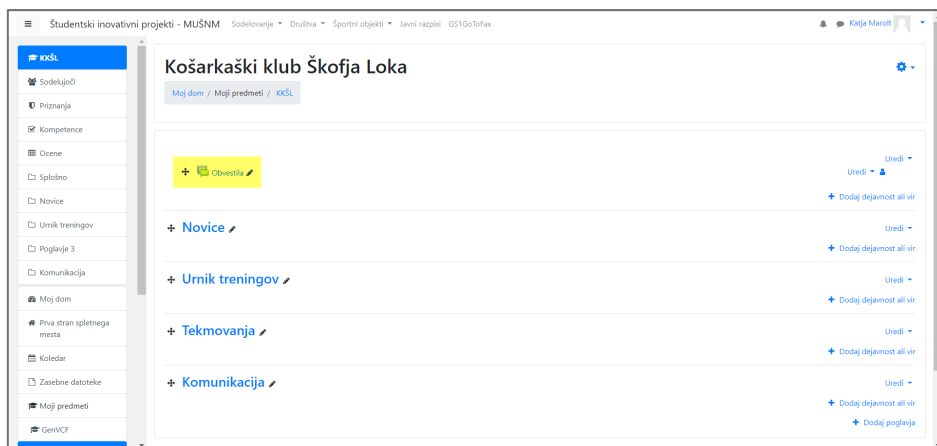 Študentski inovativni projekti - MUŠNM Sodelovanje Društva Športni objekti Javni razpisi GS1GoToFax Katja Marolt
KKŠL
Sodelujoči
Priznanja
Kompetence
Ocene
Splošno
Novice
Urnik treningov
Poglavje 3
Komunikacija
Moj dom
Prva stran spletnega
mesta
Koledar
Zasebne datoteke
Moji predmeti
GenVCF
Košarkaški klub Škofja Loka
Moj dom / Moji predmeti / KKŠL
Uredi
Obvestila Uredi
Dodaj dejavnost ali vir
Novice Uredi
Dodaj dejavnost ali vir
Urnik treningov Uredi
Dodaj dejavnost ali vir
Tekmovanja Uredi
Dodaj dejavnost ali vir
Komunikacija Uredi
Dodaj dejavnost ali vir
Dodaj poglavja